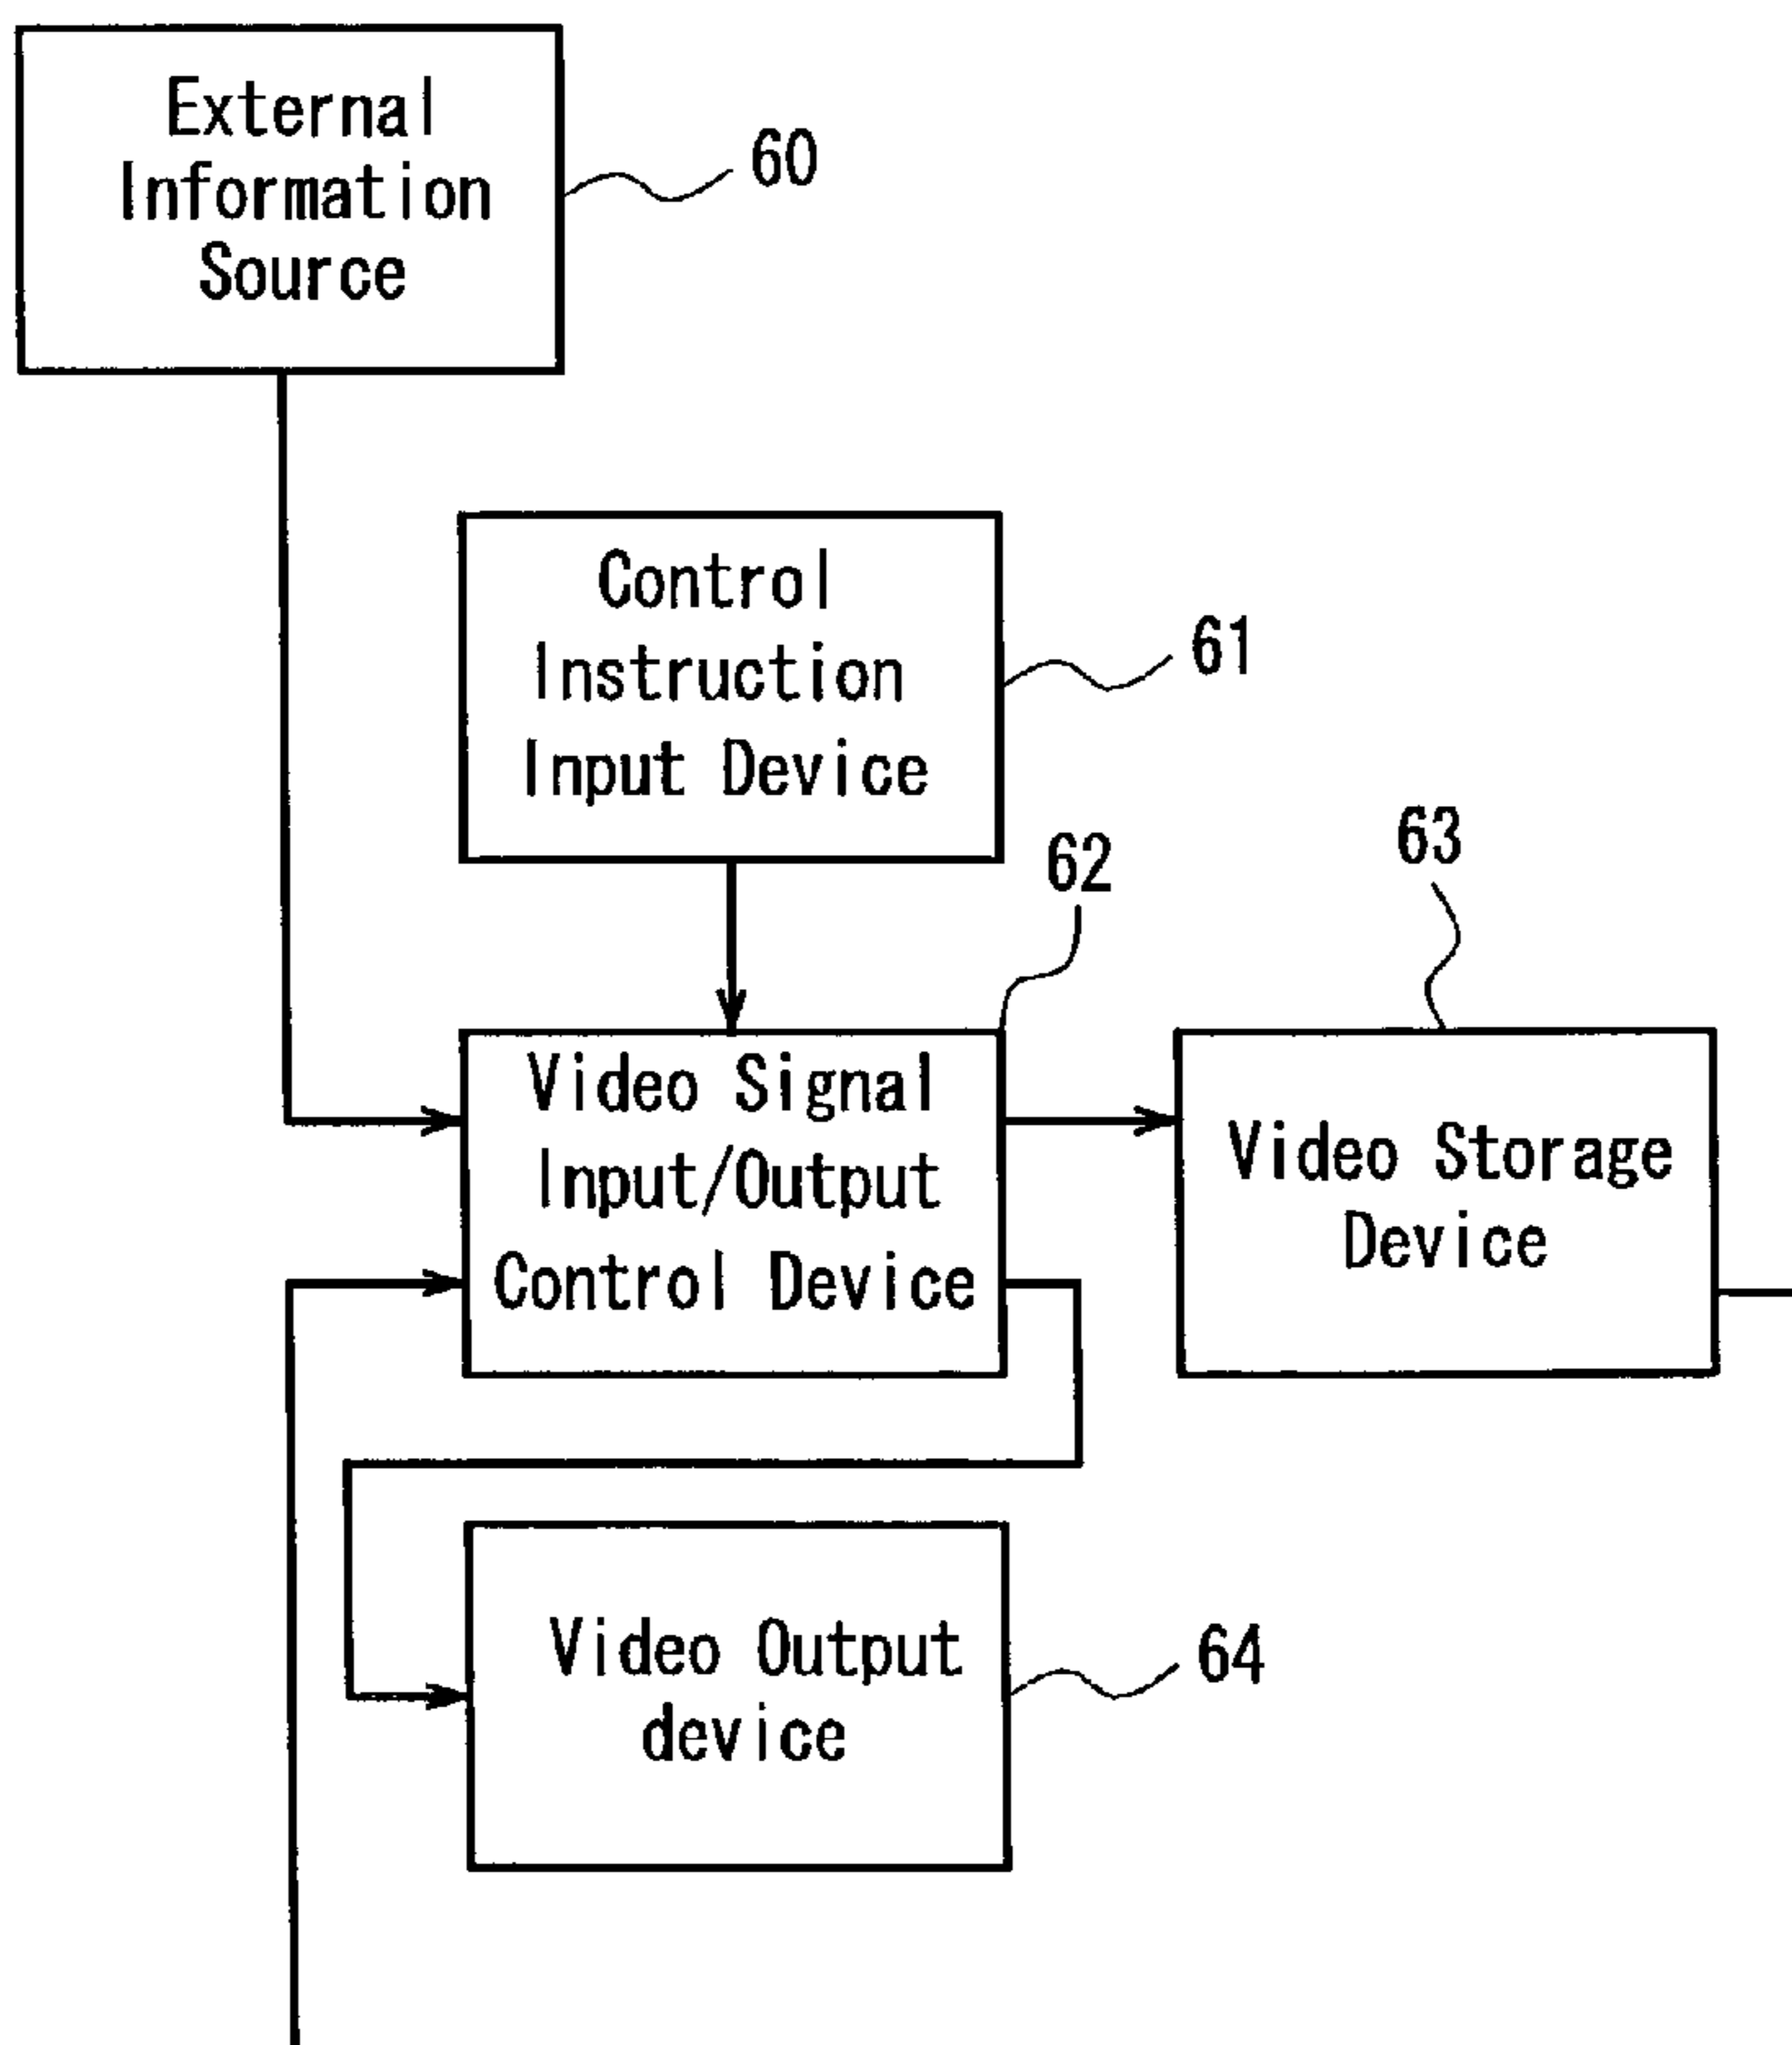 External
Information
Source
60
Control
Instruction
Input Device
61
62
63
Video Signal
Input/Output
Control Device
Video Storage
Device
Video Output
device
64